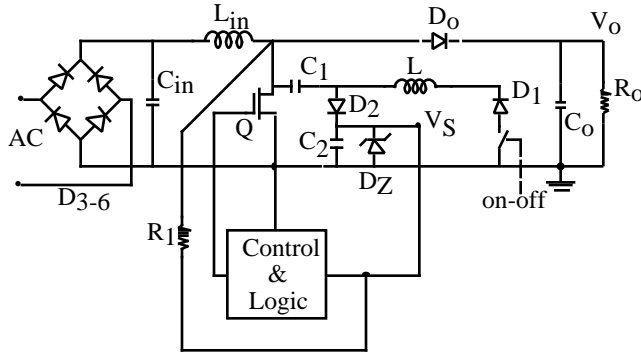 L_in
D_o
V_o
C_in
C_1
L
D_1
D_2
V_S
Q
C_2
C_o
R_o
AC
D_Z
on-off
D_3-6
R_1
Control
&
Logic